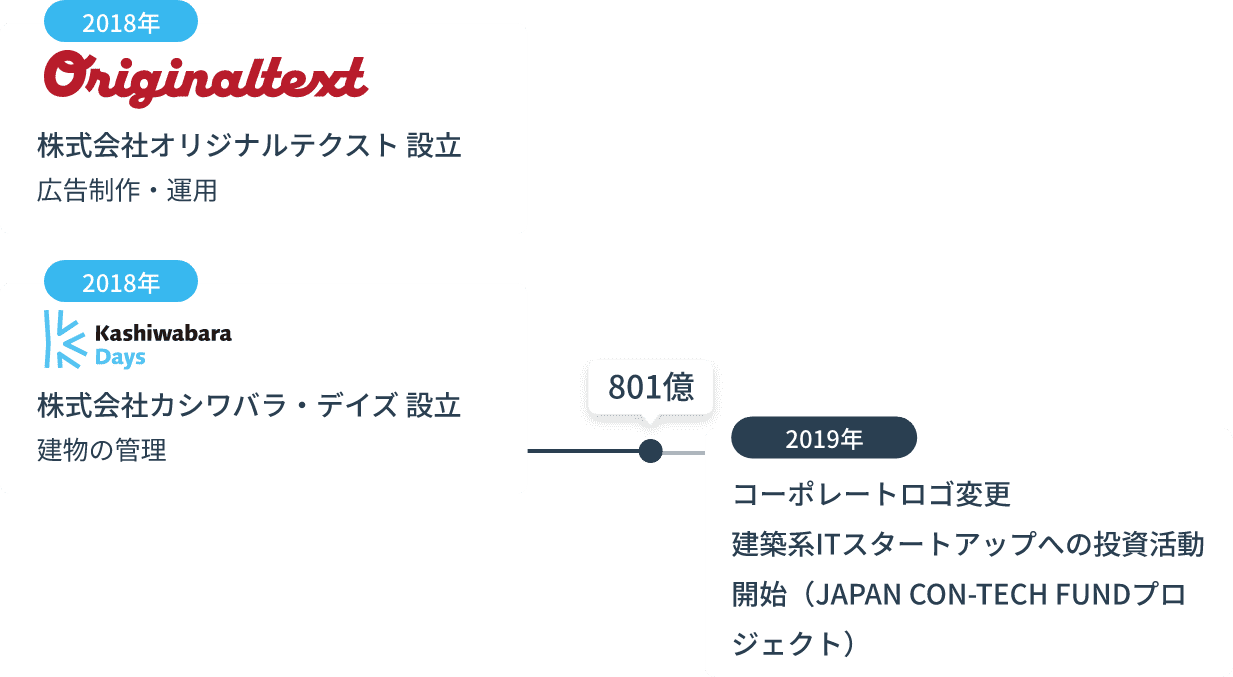 2018年
Originaltext
株式会社オリジナルテクスト 設立
広告制作・運用
2018年
Kashiwabara
Days
株式会社カシワバラ・デイズ 設立
建物の管理
801億
2019年
コーポレートロゴ変更
建築系ITスタートアップへの投資活動
開始（JAPAN CON-TECH FUNDプロ
ジェクト）